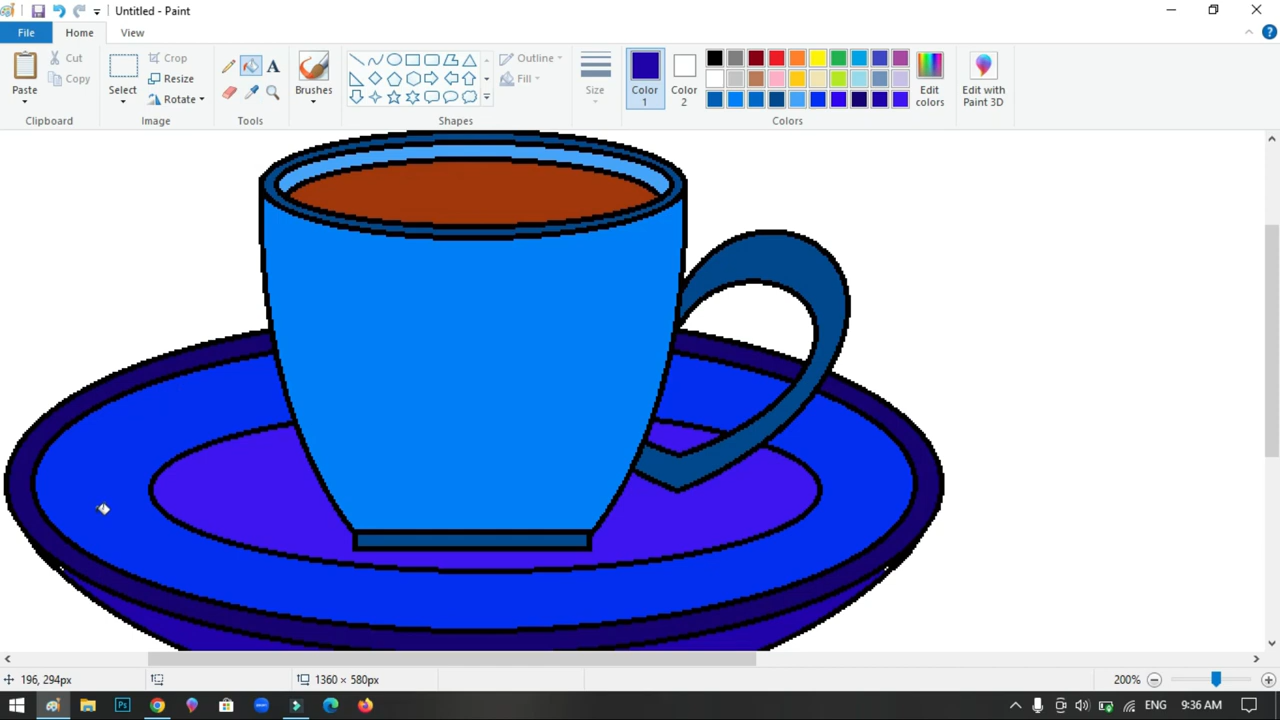 Untitled - Paint
File Home View
Paste
Cut
Copy
Clipboard
Select
Crop
Resize
Rotate
Image
A
Tools
Brushes
Outline
Fill
Shapes
Size
Color 1
Color 2
Edit colors
Colors
Edit with Paint 3D
196, 294px
1360 × 580px
200%
Ps
zoom
ENG
9:36 AM